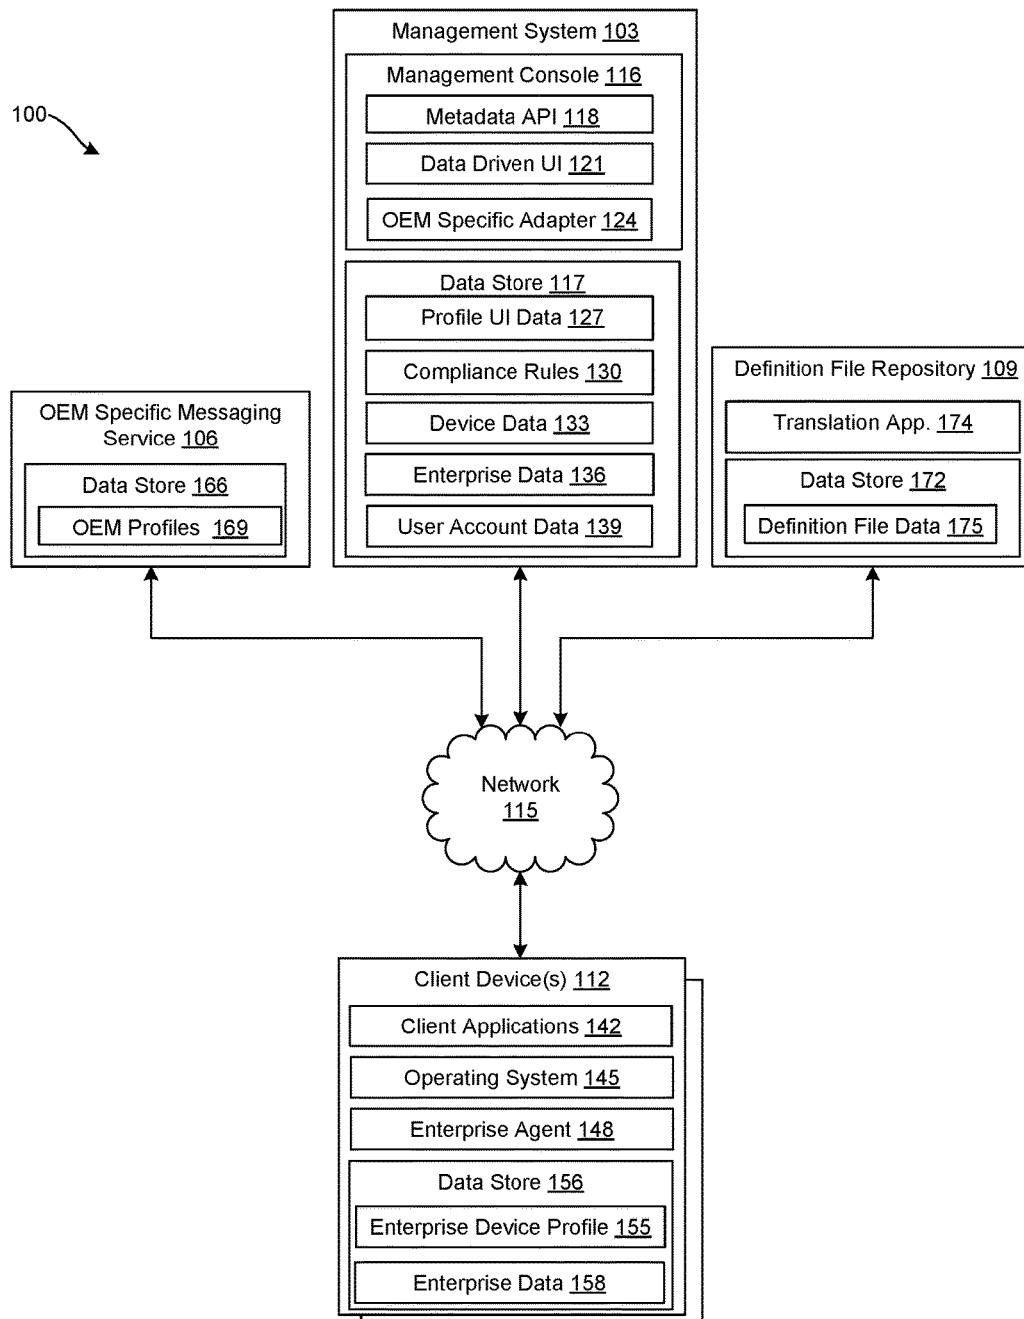 100
Management System 103
Management Console 116
Metadata API 118
Data Driven UI 121
OEM Specific Adapter 124
Data Store 117
Profile UI Data 127
Compliance Rules 130
Device Data 133
Enterprise Data 136
User Account Data 139
OEM Specific Messaging
Service 106
Data Store 166
OEM Profiles 169
Definition File Repository 109
Translation App. 174
Data Store 172
Definition File Data 175
Network
115
Client Device(s) 112
Client Applications 142
Operating System 145
Enterprise Agent 148
Data Store 156
Enterprise Device Profile 155
Enterprise Data 158